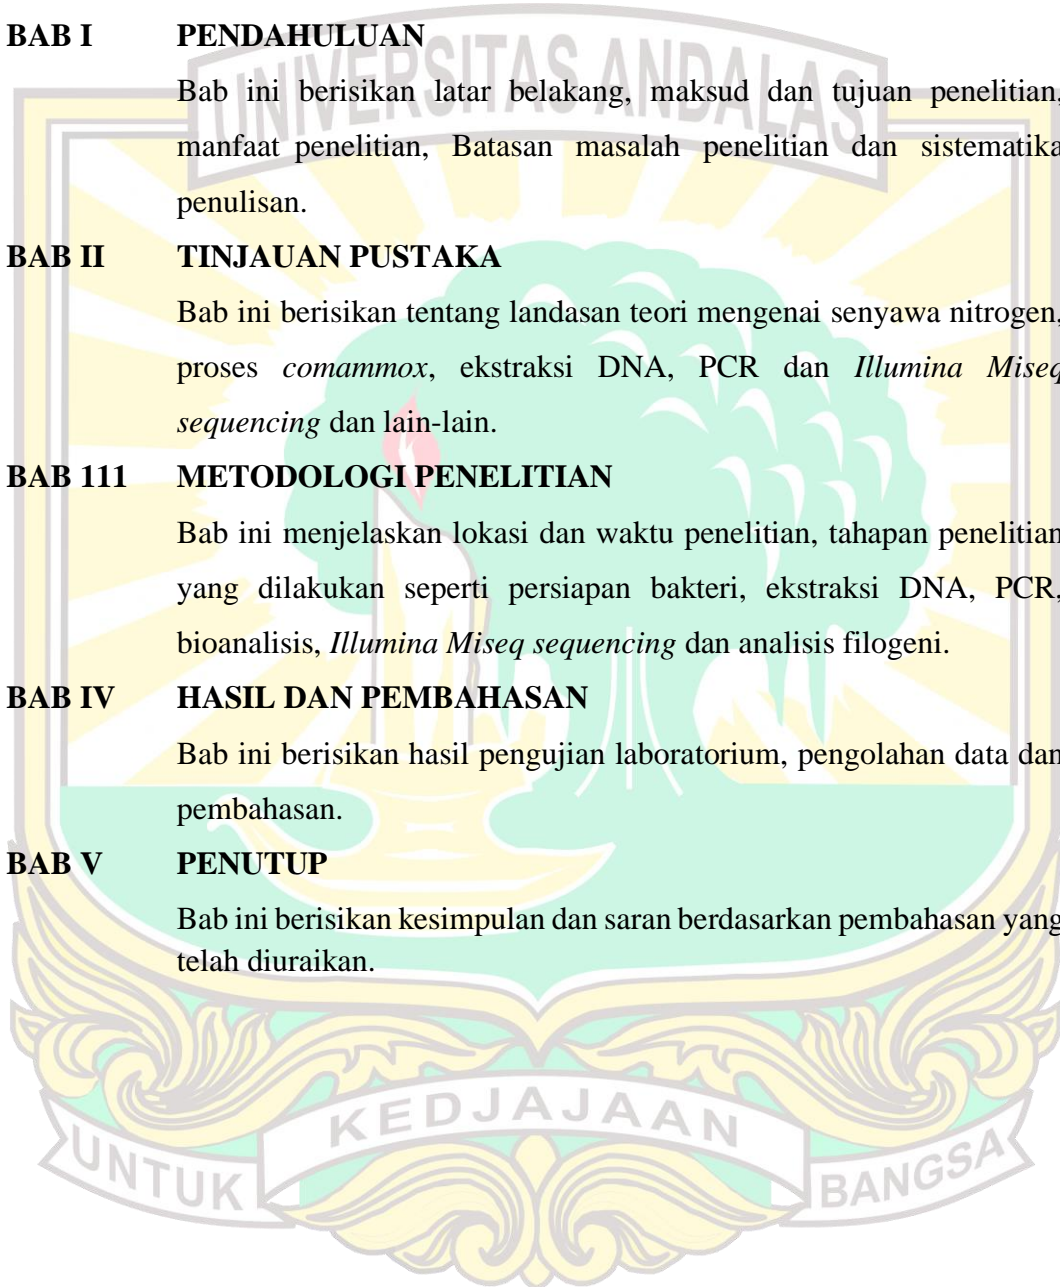 UNIVERSITAS ANDALAS
BAB I PENDAHULUAN
Bab ini berisikan latar belakang, maksud dan tujuan penelitian,
manfaat penelitian, Batasan masalah penelitian dan sistematika
penulisan.
BAB II TINJAUAN PUSTAKA
Bab ini berisikan tentang landasan teori mengenai senyawa nitrogen,
proses comammox, ekstraksi DNA, PCR dan Illumina Miseq
sequencing dan lain-lain.
BAB 111 METODOLOGI PENELITIAN
Bab ini menjelaskan lokasi dan waktu penelitian, tahapan penelitian
yang dilakukan seperti persiapan bakteri, ekstraksi DNA, PCR,
bioanalisis, Illumina Miseq sequencing dan analisis filogeni.
BAB IV HASIL DAN PEMBAHASAN
Bab ini berisikan hasil pengujian laboratorium, pengolahan data dan
pembahasan.
BAB V PENUTUP
Bab ini berisikan kesimpulan dan saran berdasarkan pembahasan yang
telah diuraikan.
UNTUK KEDJAJAAN BANGSA